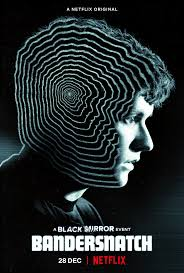 A NETFLIX ORIGINAL
A BLACK MIRROR EVENT
BANDERSNATCH
28 DEC | NETFLIX